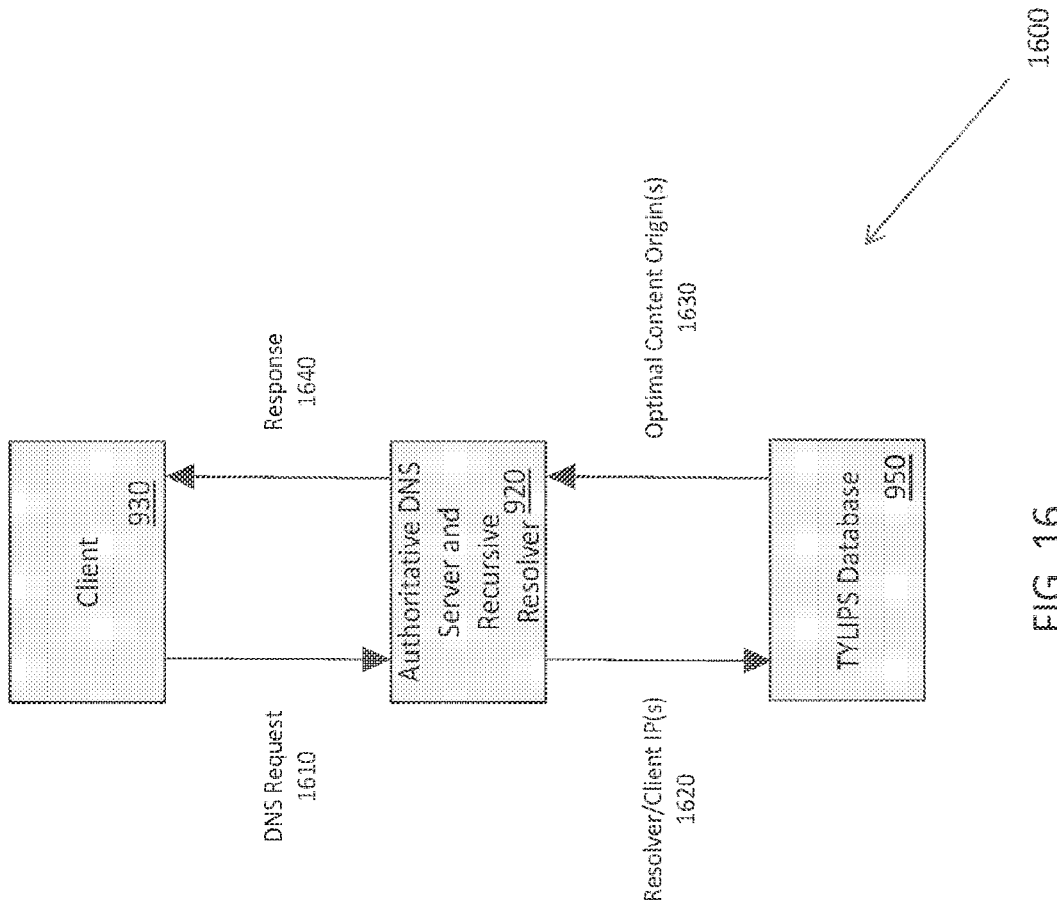 Client
930
DNS Request
1610
Response
1640
Authoritative DNS
Server and
Recursive
Resolver
920
Resolver/Client IP(s)
1620
Optimal Content Origin(s)
1630
TYLIPS Database
950
1600
FIG. 16